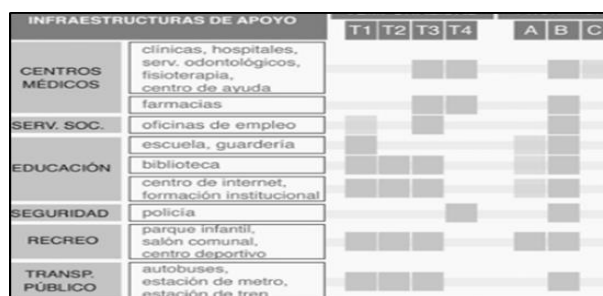 INFRAESTRUCTURAS DE APOYO
T1 T2 T3 T4 A B C
CENTROS
MÉDICOS
clínicas, hospitales,
serv. odontológicos,
fisioterapia,
centro de ayuda
farmacias
SERV. SOC.
oficinas de empleo
EDUCACIÓN
escuela, guardería
biblioteca
centro de internet,
formación institucional
SEGURIDAD
policía
RECREO
parque infantil,
salón comunal,
centro deportivo
TRANSP.
PÚBLICO
autobuses,
estación de metro,
estación de tren